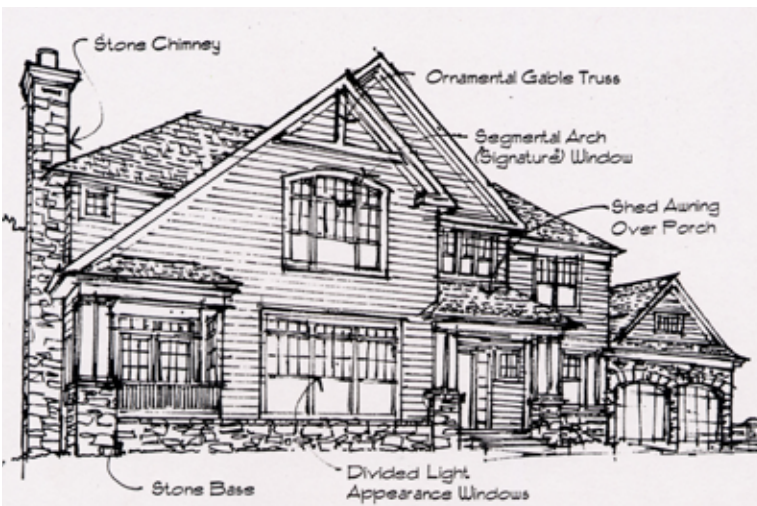 Stone Chimney
Ornamental Gable Truss
Segmental Arch
(Signature) Window
Shed Awning
Over Porch
Divided Light
Appearance Windows
Stone Base